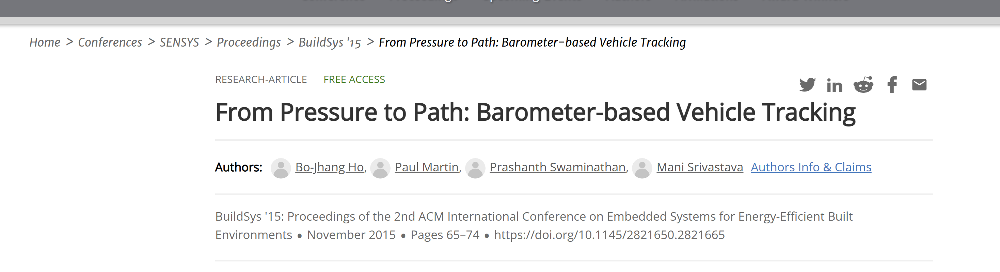 Home > Conferences > SENSYS > Proceedings > BuildSys '15 > From Pressure to Path: Barometer-based Vehicle Tracking
RESEARCH-ARTICLE FREE ACCESS
From Pressure to Path: Barometer-based Vehicle Tracking
Authors: Bo-Jhang Ho, Paul Martin, Prashanth Swaminathan, Mani Srivastava Authors Info & Claims
BuildSys '15: Proceedings of the 2nd ACM International Conference on Embedded Systems for Energy-Efficient Built
Environments • November 2015 • Pages 65–74 • https://doi.org/10.1145/2821650.2821665